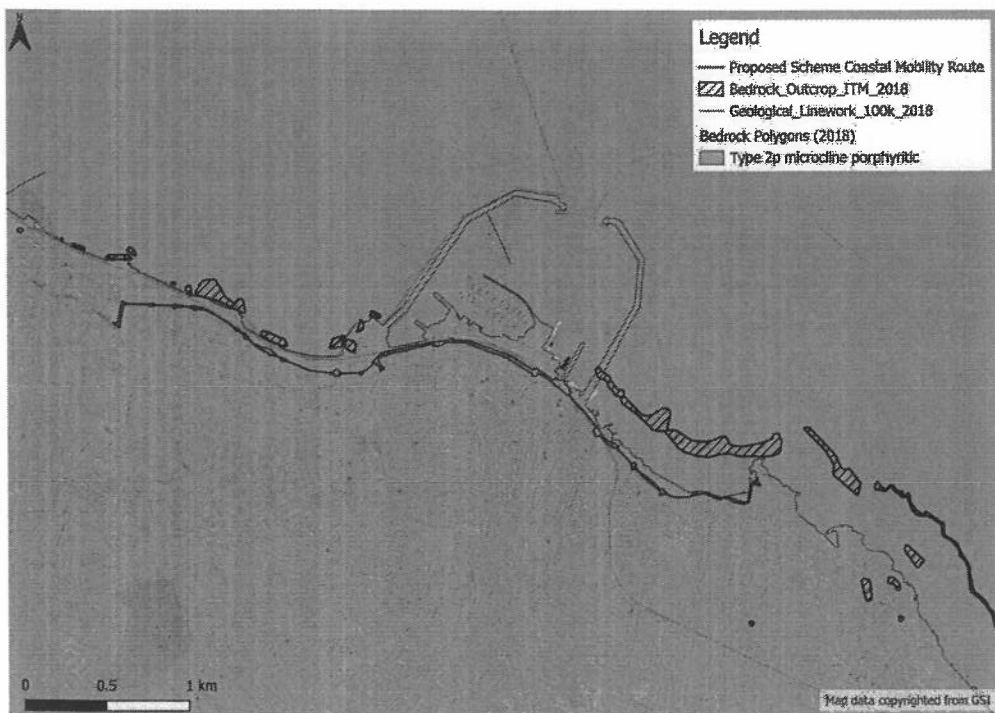 N
Legend
Proposed Scheme Coastal Mobility Route
Bedrock_Outcrop_ITM_2018
Geological_Linework_100k_2018
Bedrock Polygons (2018)
Type 2p microcline porphyritic
0 0.5 1 km
Map data copyrighted from GSI